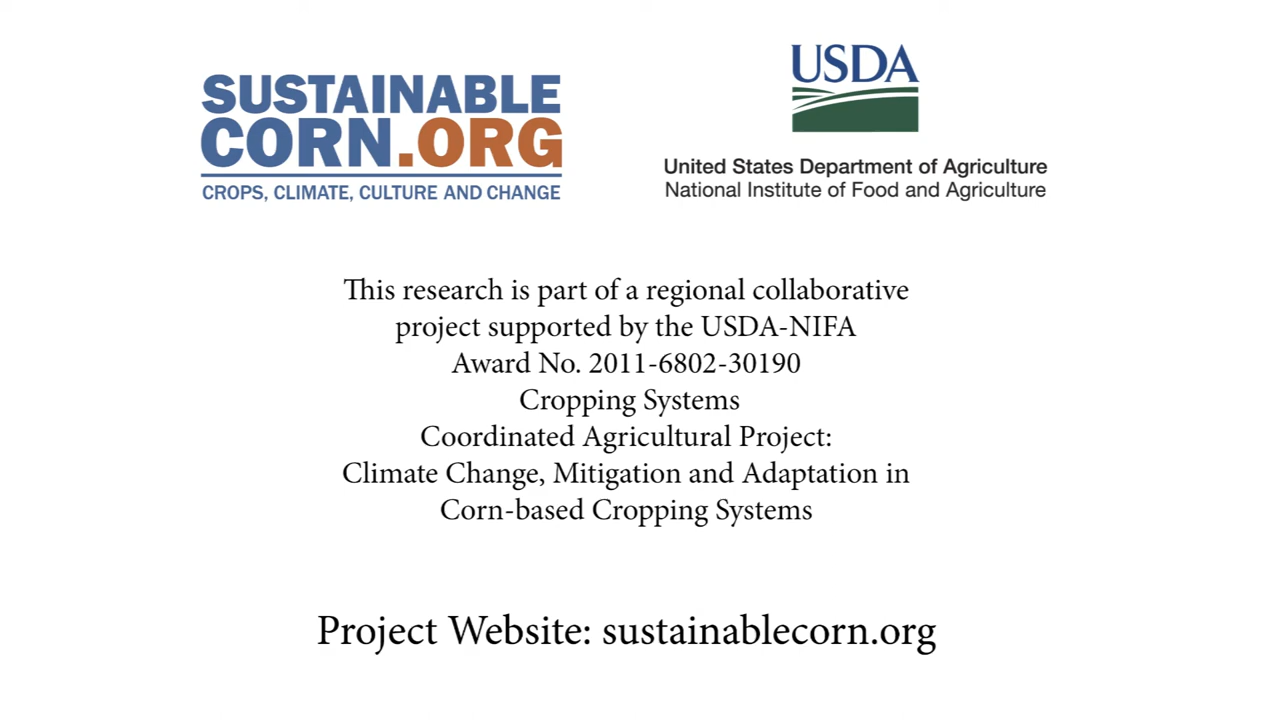 SUSTAINABLE
CORN.ORG
CROPS, CLIMATE, CULTURE AND CHANGE
USDA
United States Department of Agriculture
National Institute of Food and Agriculture
This research is part of a regional collaborative
project supported by the USDA-NIFA
Award No. 2011-6802-30190
Cropping Systems
Coordinated Agricultural Project:
Climate Change, Mitigation and Adaptation in
Corn-based Cropping Systems
Project Website: sustainablecorn.org